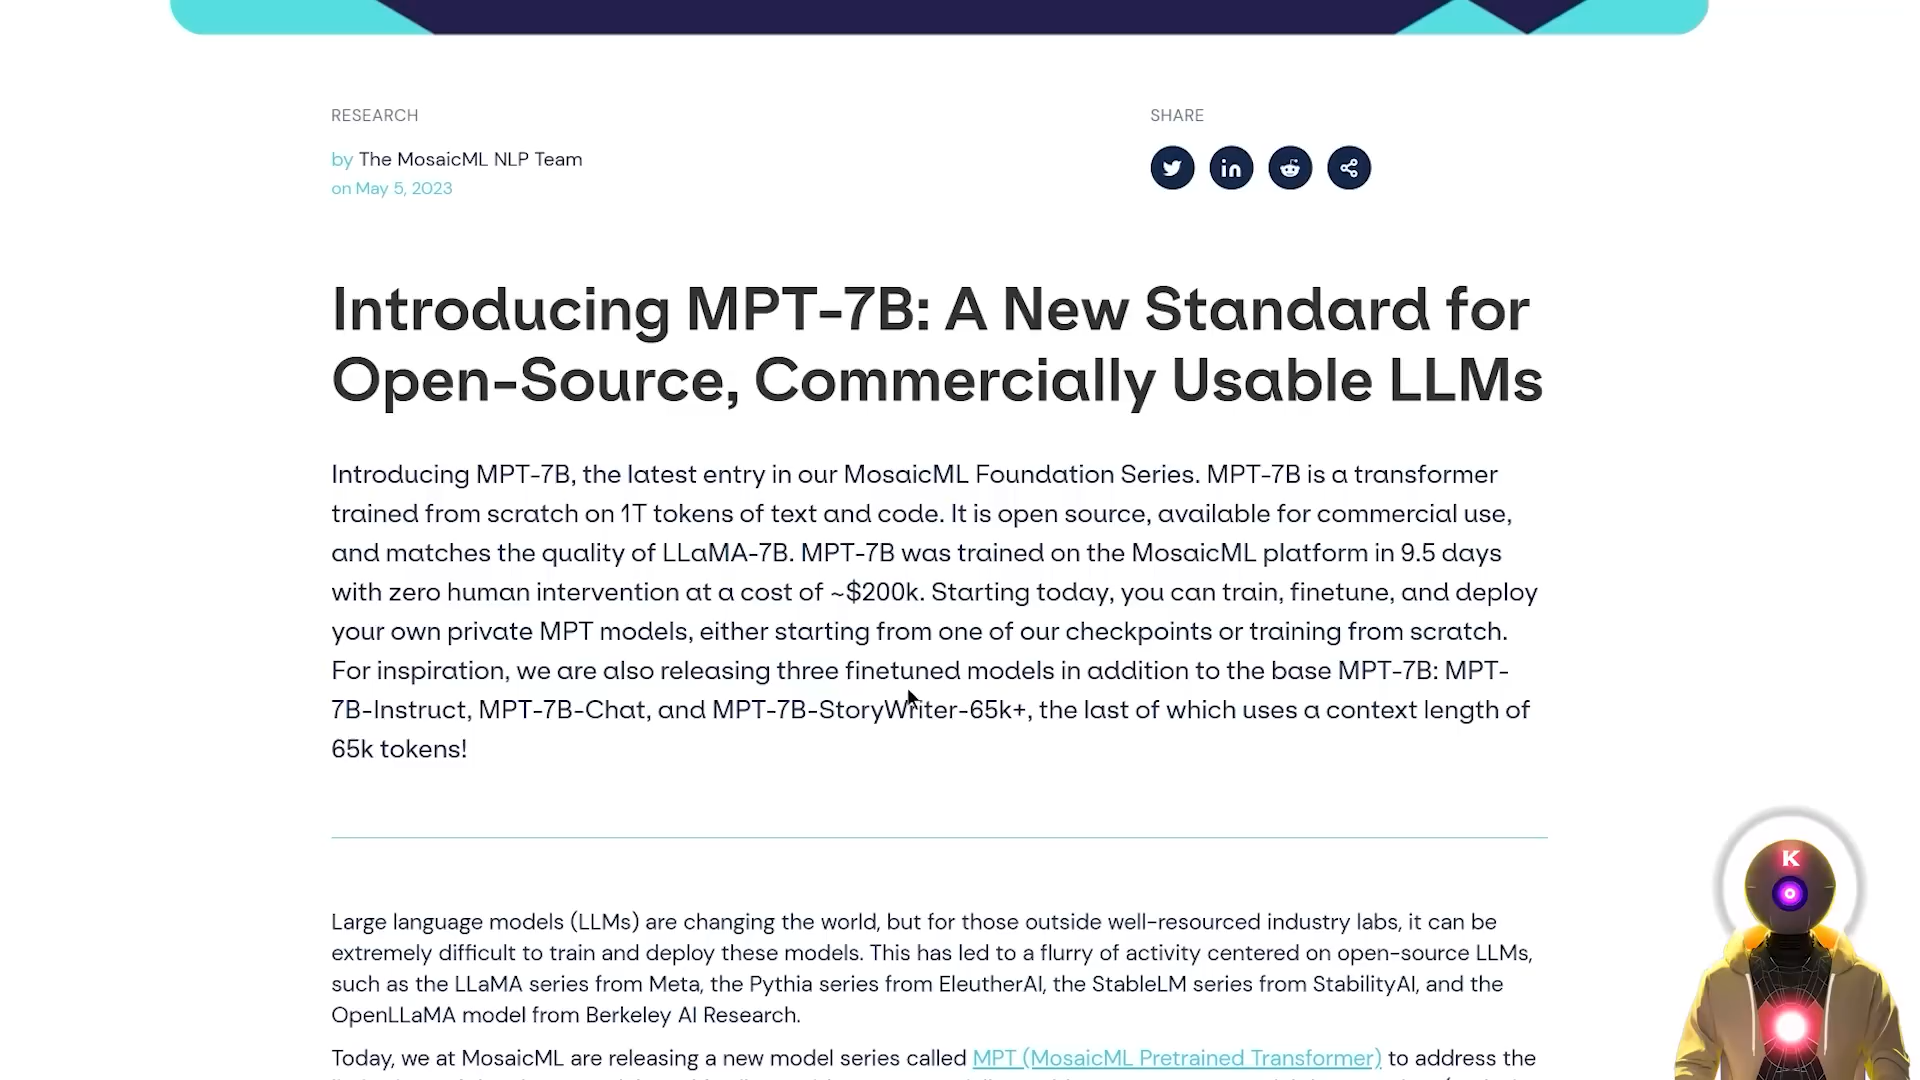 RESEARCH
SHARE
by The MosaicML NLP Team
on May 5, 2023
Introducing MPT-7B: A New Standard for
Open-Source, Commercially Usable LLMs
Introducing MPT-7B, the latest entry in our MosaicML Foundation Series. MPT-7B is a transformer
trained from scratch on 1T tokens of text and code. It is open source, available for commercial use,
and matches the quality of LLaMA-7B. MPT-7B was trained on the MosaicML platform in 9.5 days
with zero human intervention at a cost of ~$200k. Starting today, you can train, finetune, and deploy
your own private MPT models, either starting from one of our checkpoints or training from scratch.
For inspiration, we are also releasing three finetuned models in addition to the base MPT-7B: MPT-
7B-Instruct, MPT-7B-Chat, and MPT-7B-StoryWriter-65k+, the last of which uses a context length of
65k tokens!
Large language models (LLMs) are changing the world, but for those outside well-resourced industry labs, it can be
extremely difficult to train and deploy these models. This has led to a flurry of activity centered on open-source LLMs,
such as the LLaMA series from Meta, the Pythia series from EleutherAI, the StableLM series from StabilityAI, and the
OpenLLaMA model from Berkeley AI Research.
Today, we at MosaicML are releasing a new model series called MPT (MosaicML Pretrained Transformer) to address the
K